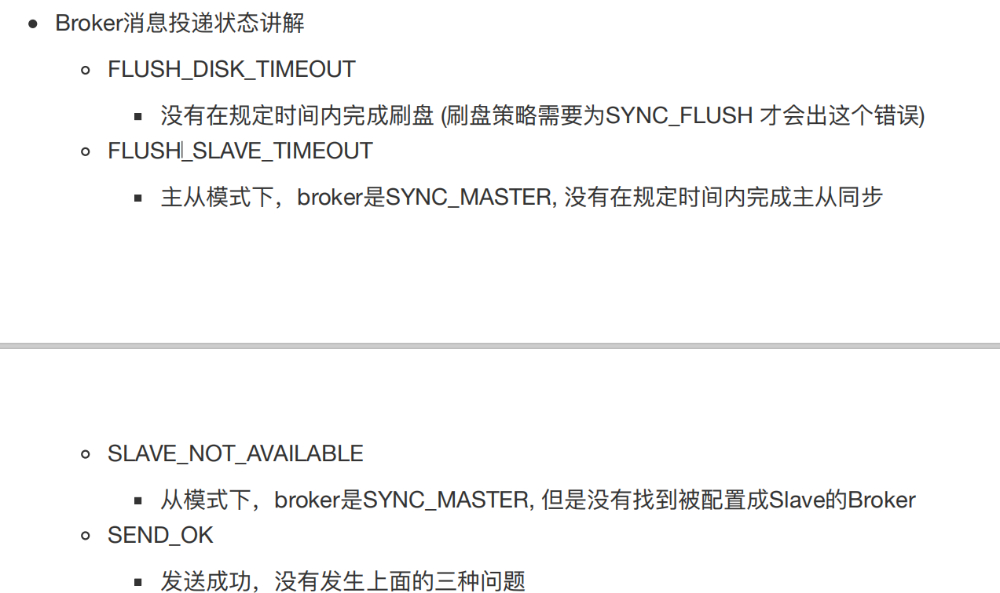 Broker消息投递状态讲解
FLUSH_DISK_TIMEOUT
没有在规定时间内完成刷盘 (刷盘策略需要为SYNC_FLUSH 才会出这个错误)
FLUSH_SLAVE_TIMEOUT
主从模式下，broker是SYNC_MASTER, 没有在规定时间内完成主从同步
SLAVE_NOT_AVAILABLE
从模式下，broker是SYNC_MASTER, 但是没有找到被配置成Slave的Broker
SEND_OK
发送成功，没有发生上面的三种问题